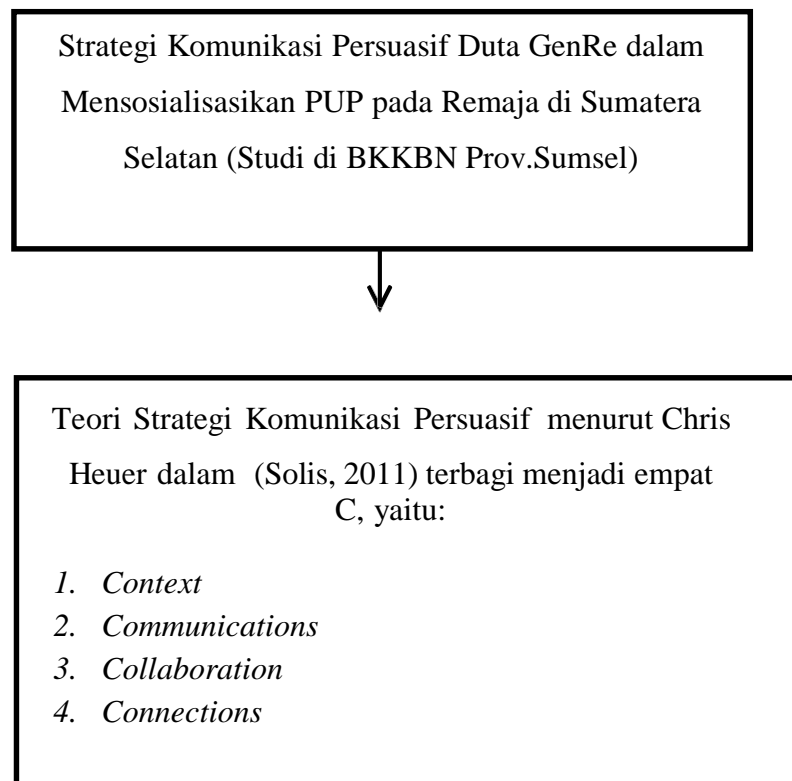 Strategi Komunikasi Persuasif Duta GenRe dalam
Mensosialisasikan PUP pada Remaja di Sumatera
Selatan (Studi di BKKBN Prov.Sumsel)
Teori Strategi Komunikasi Persuasif menurut Chris
Heuer dalam (Solis, 2011) terbagi menjadi empat
C, yaitu:
1. Context
2. Communications
3. Collaboration
4. Connections